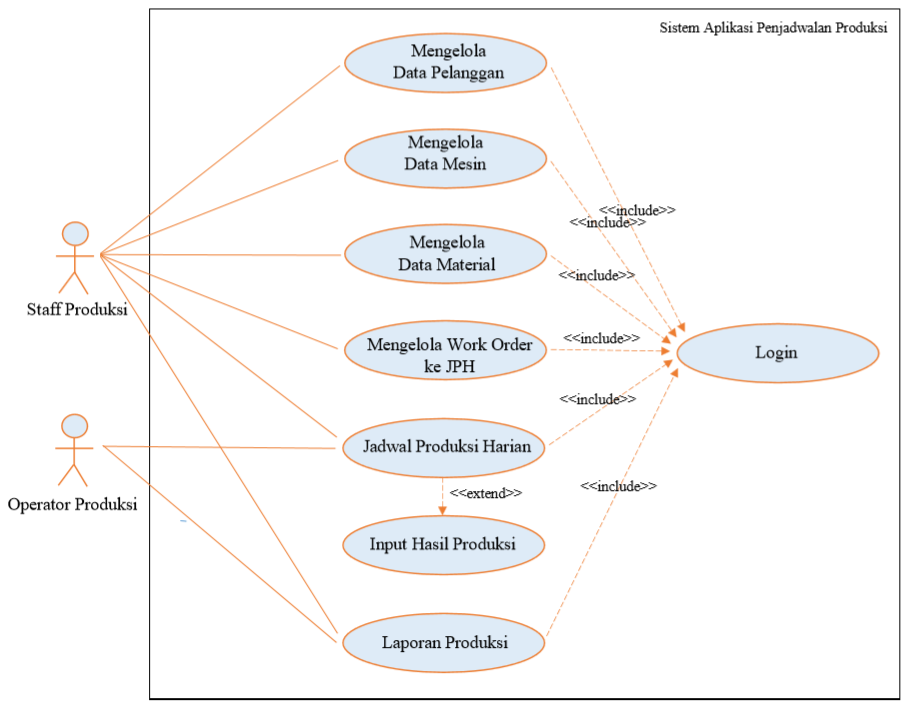 Sistem Aplikasi Penjadwalan Produksi
Mengelola
Data Pelanggan
Mengelola
Data Mesin
<<include>>
<<include>>
Mengelola
Data Material
<<include>>
Staff Produksi
Mengelola Work Order
ke JPH
<<include>>
Login
<<include>>
Jadwal Produksi Harian
<<extend>>
<<include>>
Operator Produksi
Input Hasil Produksi
Laporan Produksi